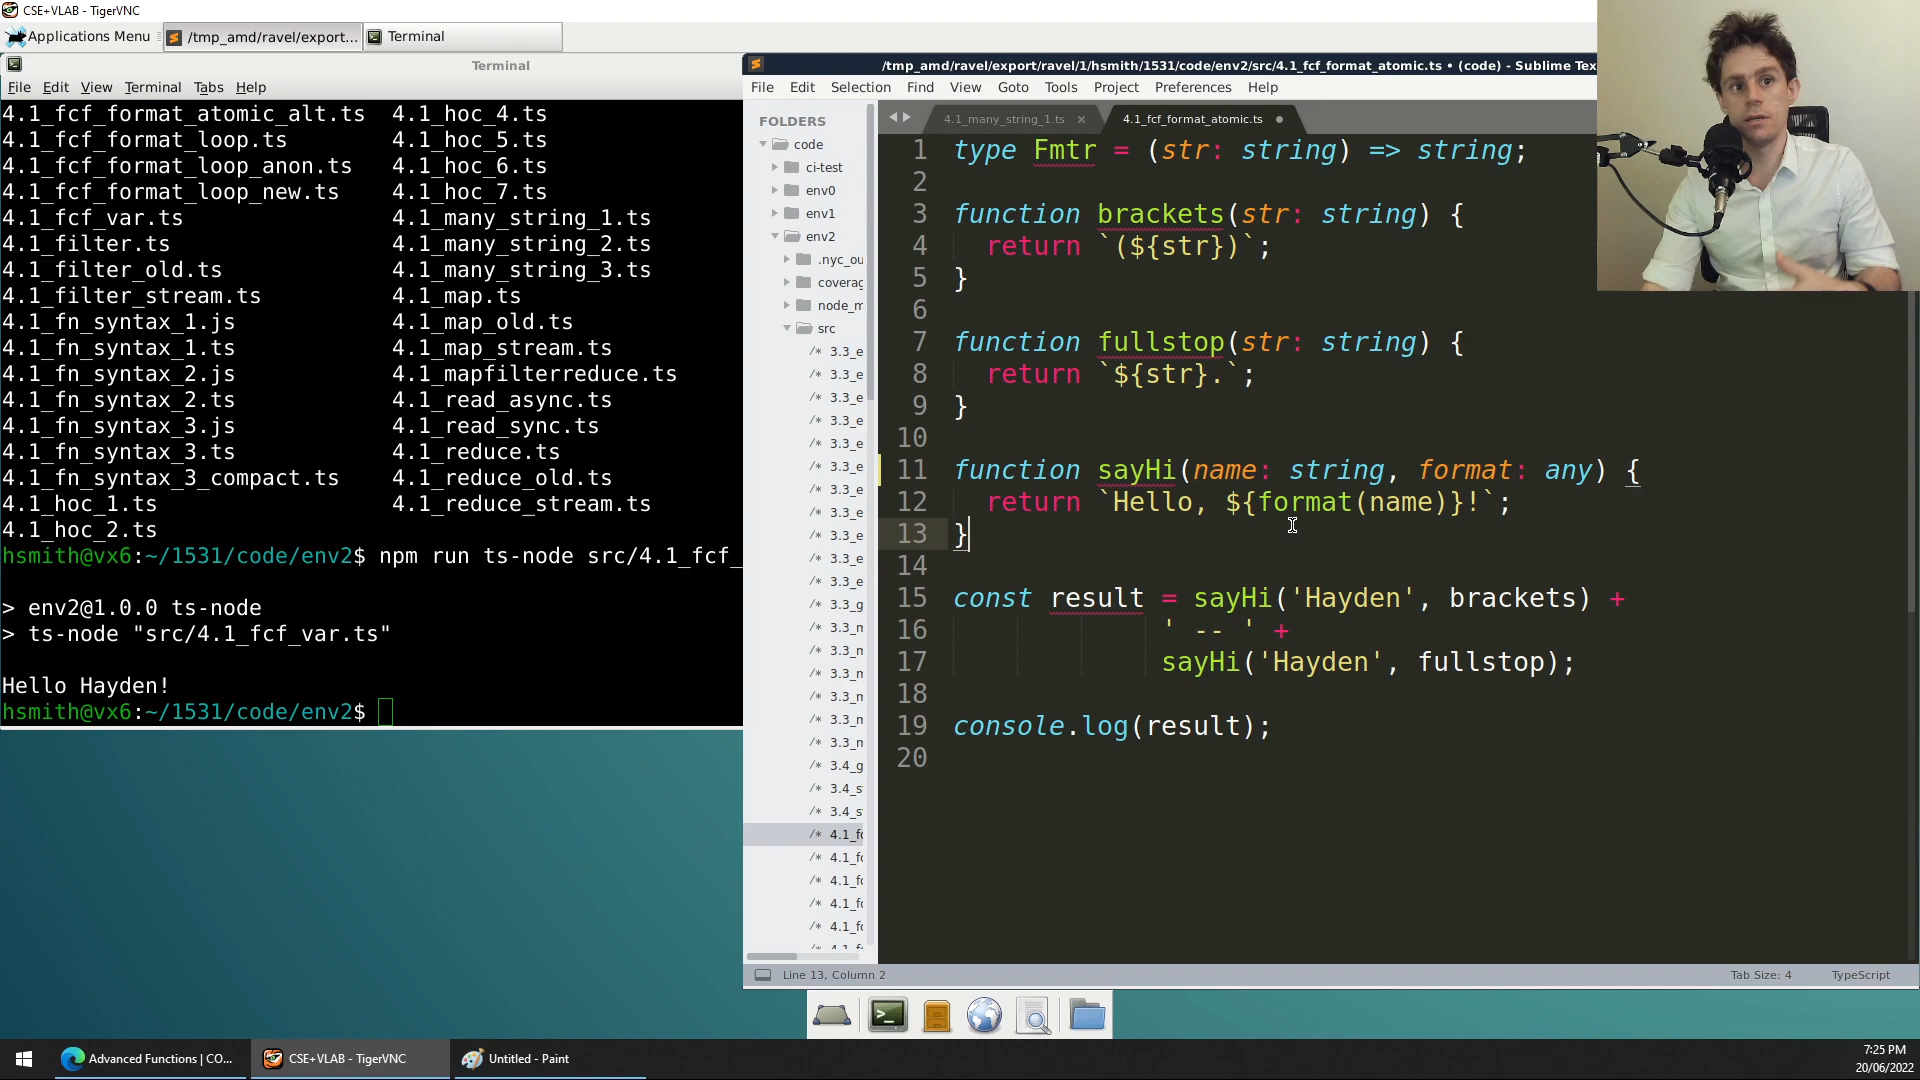 CSE+VLAB - TigerVNC
Applications Menu
/tmp_amd/ravel/export...
Terminal
Terminal
File Edit View Terminal Tabs Help
4.1_fcf_format_atomic_alt.ts 4.1_hoc_4.ts
4.1_fcf_format_loop.ts 4.1_hoc_5.ts
4.1_fcf_format_loop_anon.ts 4.1_hoc_6.ts
4.1_fcf_format_loop_new.ts 4.1_hoc_7.ts
4.1_fcf_var.ts 4.1_many_string_1.ts
4.1_filter.ts 4.1_many_string_2.ts
4.1_filter_old.ts 4.1_many_string_3.ts
4.1_filter_stream.ts 4.1_map.ts
4.1_fn_syntax_1.js 4.1_map_old.ts
4.1_fn_syntax_1.ts 4.1_map_stream.ts
4.1_fn_syntax_2.js 4.1_mapfilterreduce.ts
4.1_fn_syntax_2.ts 4.1_read_async.ts
4.1_fn_syntax_3.js 4.1_read_sync.ts
4.1_fn_syntax_3.ts 4.1_reduce.ts
4.1_fn_syntax_3_compact.ts 4.1_reduce_old.ts
4.1_hoc_1.ts 4.1_reduce_stream.ts
4.1_hoc_2.ts
hsmith@vx6:~/1531/code/env2$ npm run ts-node src/4.1_fcf_
> env2@1.0.0 ts-node
> ts-node "src/4.1_fcf_var.ts"
Hello Hayden!
hsmith@vx6:~/1531/code/env2$
/tmp_amd/ravel/export/ravel/1/hsmith/1531/code/env2/src/4.1_fcf_format_atomic.ts • (code) - Sublime Tex
File Edit Selection Find View Goto Tools Project Preferences Help
FOLDERS
code
ci-test
env0
env1
env2
.nyc_ou
coverag
node_m
src
/* 3.3_e
/* 3.3_e
/* 3.3_e
/* 3.3_e
/* 3.3_e
/* 3.3_e
/* 3.3_e
/* 3.3_e
/* 3.3_e
/* 3.3_e
/* 3.3_e
/* 3.3_g
/* 3.3_m
/* 3.3_m
/* 3.3_m
/* 3.3_m
/* 3.3_m
/* 3.3_m
/* 3.4_g
/* 3.4_s
/* 3.4_s
/* 4.1_fc
/* 4.1_fc
/* 4.1_fc
/* 4.1_fc
/* 4.1_fc
4.1_many_string_1.ts ×
4.1_fcf_format_atomic.ts
1 type Fmtr = (str: string) => string;
2
3 function brackets(str: string) {
4 return `(${str})`;
5 }
6
7 function fullstop(str: string) {
8 return `${str}.`;
9 }
10
11 function sayHi(name: string, format: any) {
12 return `Hello, ${format(name)}!`;
13 }
14
15 const result = sayHi('Hayden', brackets) +
16 ' -- ' +
17 sayHi('Hayden', fullstop);
18
19 console.log(result);
20
Line 13, Column 2
Tab Size: 4
TypeScript
Advanced Functions | CO...
CSE+VLAB - TigerVNC
Untitled - Paint
7:25 PM
20/06/2022